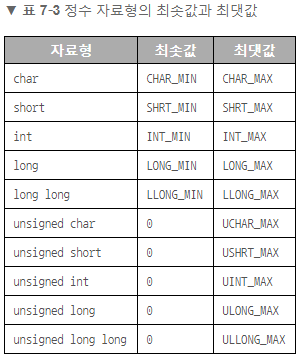 ▼ 표 7-3 정수 자료형의 최솟값과 최댓값
자료형 최솟값 최댓값
char CHAR_MIN CHAR_MAX
short SHRT_MIN SHRT_MAX
int INT_MIN INT_MAX
long LONG_MIN LONG_MAX
long long LLONG_MIN LLONG_MAX
unsigned char 0 UCHAR_MAX
unsigned short 0 USHRT_MAX
unsigned int 0 UINT_MAX
unsigned long 0 ULONG_MAX
unsigned long long 0 ULLONG_MAX